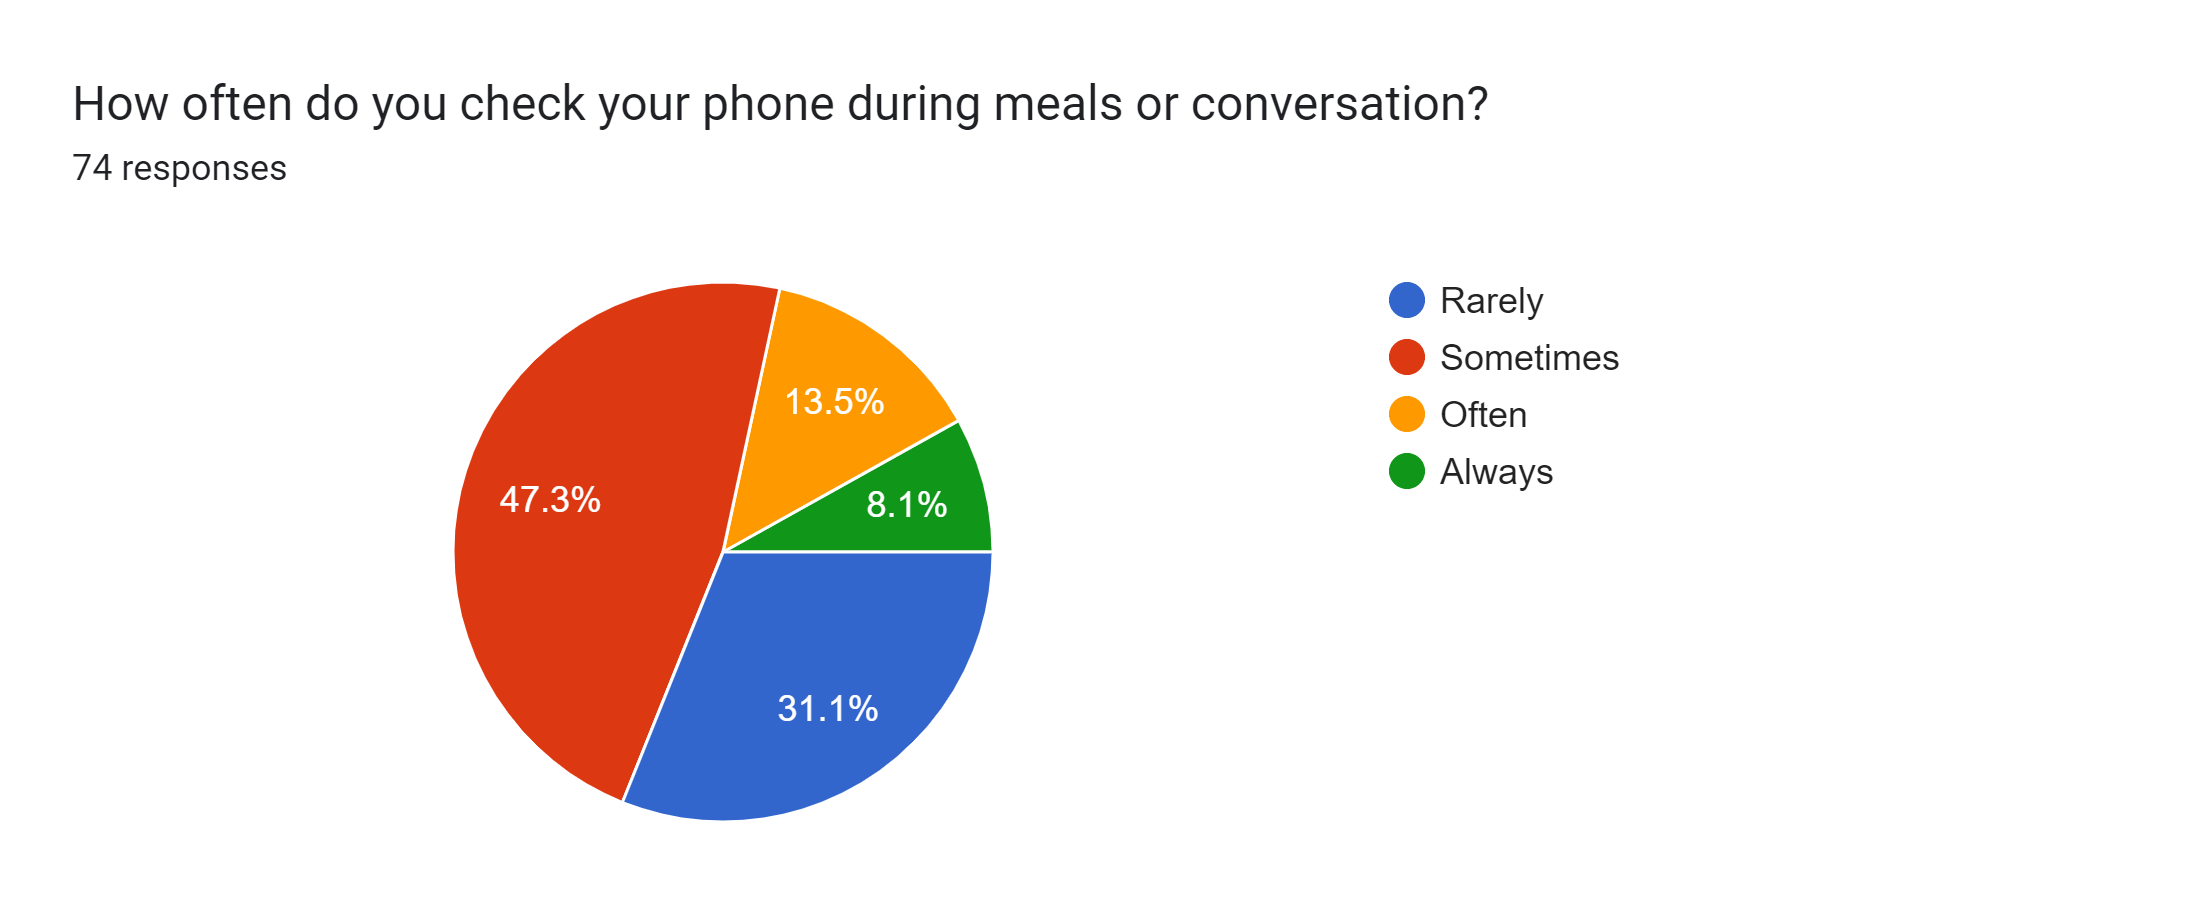 How often do you check your phone during meals or conversation?
74 responses
Rarely
Sometimes
Often
Always
13.5%
8.1%
47.3%
31.1%